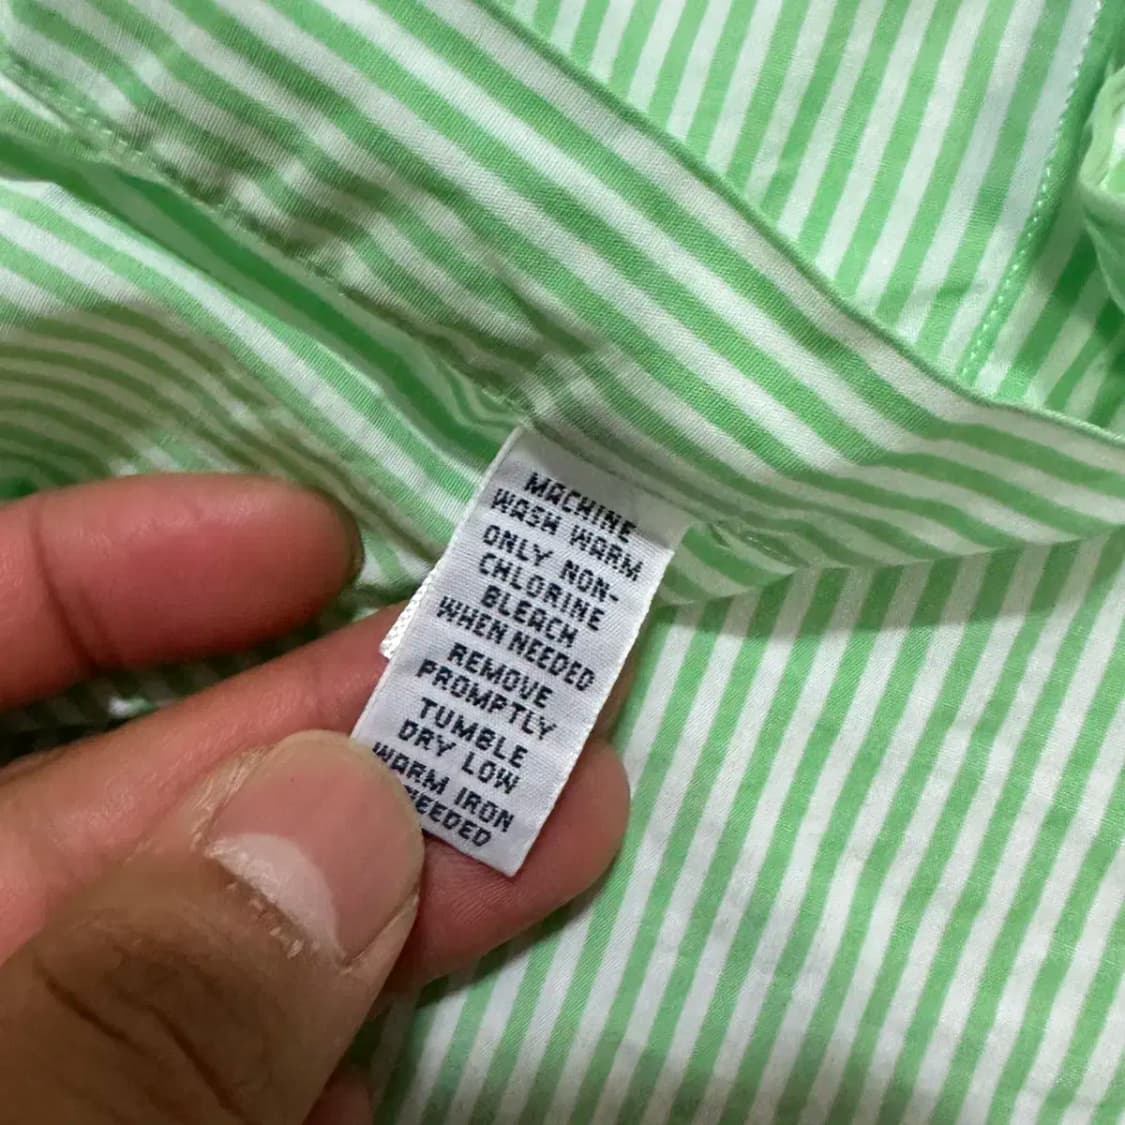 MACHINE
WASH WARM
ONLY NON-
CHLORINE
BLEACH
WHEN NEEDED
REMOVE
PROMPTLY
TUMBLE
DRY LOW
WARM IRON
NEEDED